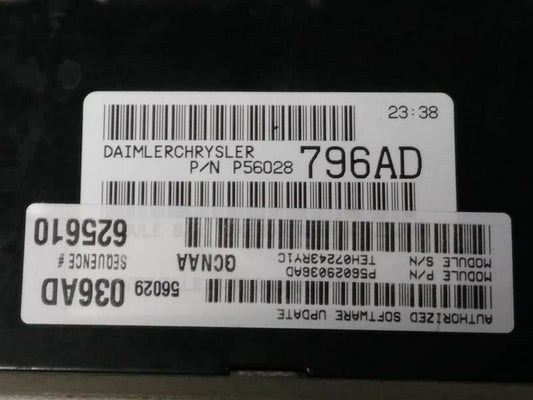 23:38
DAIMLERCHRYSLER
P/N P56028 796AD
AUTHORIZED SOFTWARE UPDATE
56029 036AD
MODULE P/N P56029036AD
MODULE S/N TEH07243RY1C
QCNAA
SEQUENCE # 625610